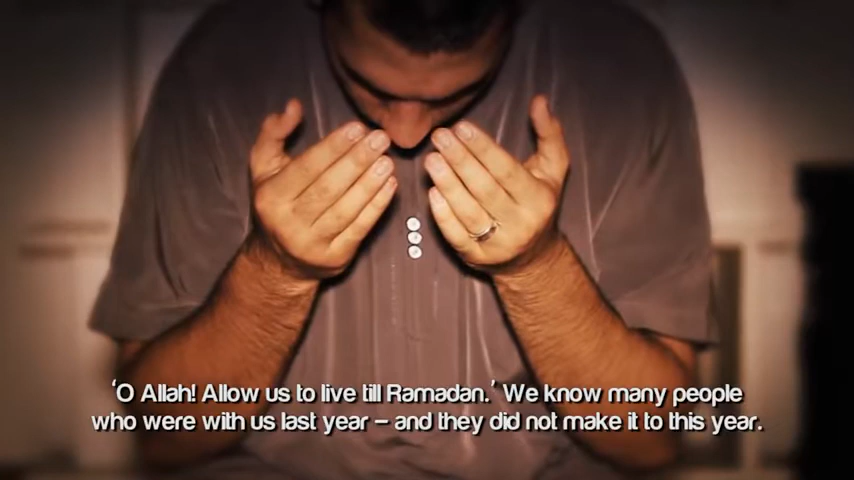 ‘O Allah! Allow us to live till Ramadan.’ We know many people
who were with us last year – and they did not make it to this year.